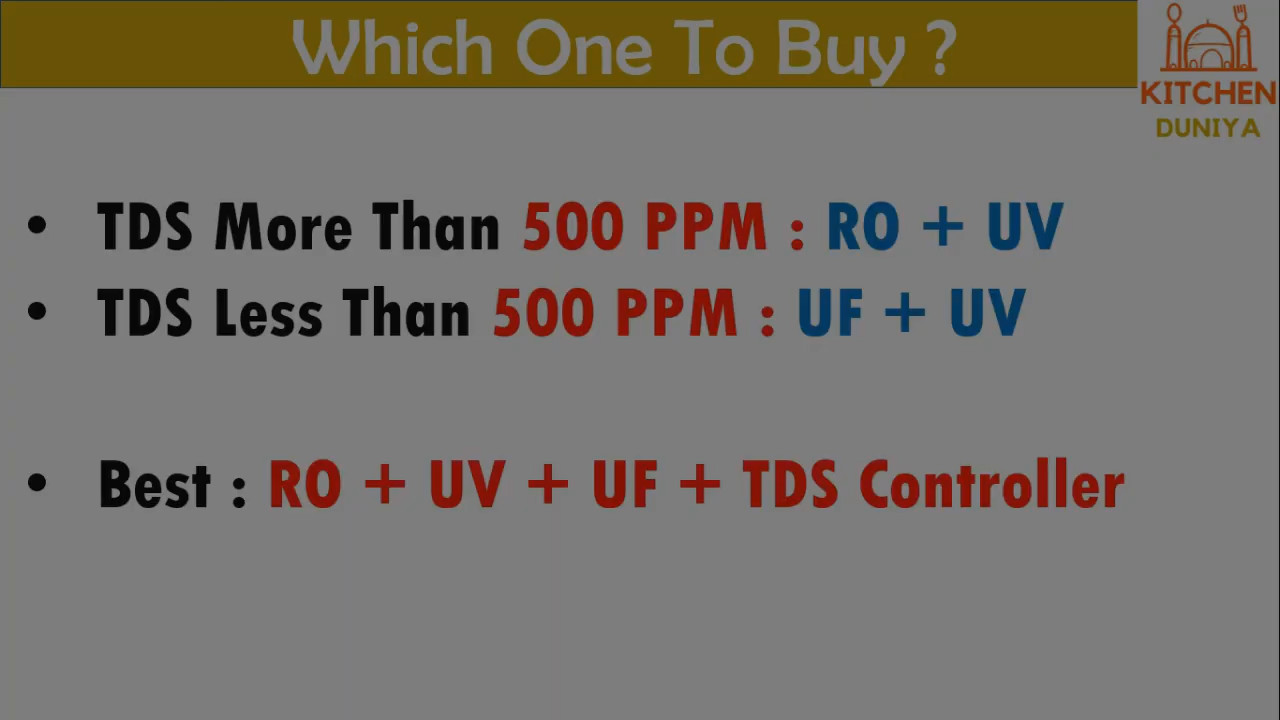 Which One To Buy ?
KITCHEN
DUNIYA
• TDS More Than 500 PPM : RO + UV
• TDS Less Than 500 PPM : UF + UV
• Best : RO + UV + UF + TDS Controller